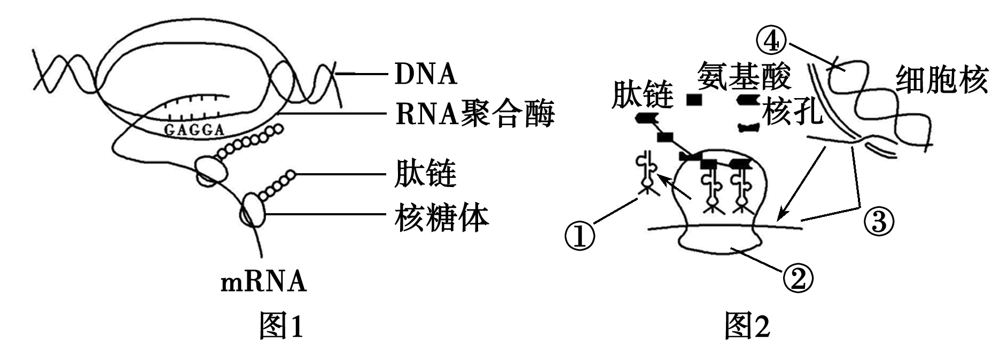 DNA
RNA聚合酶
GAGGA
肽链
核糖体
mRNA
图1
④
氨基酸
细胞核
肽链
核孔
①
③
②
图2